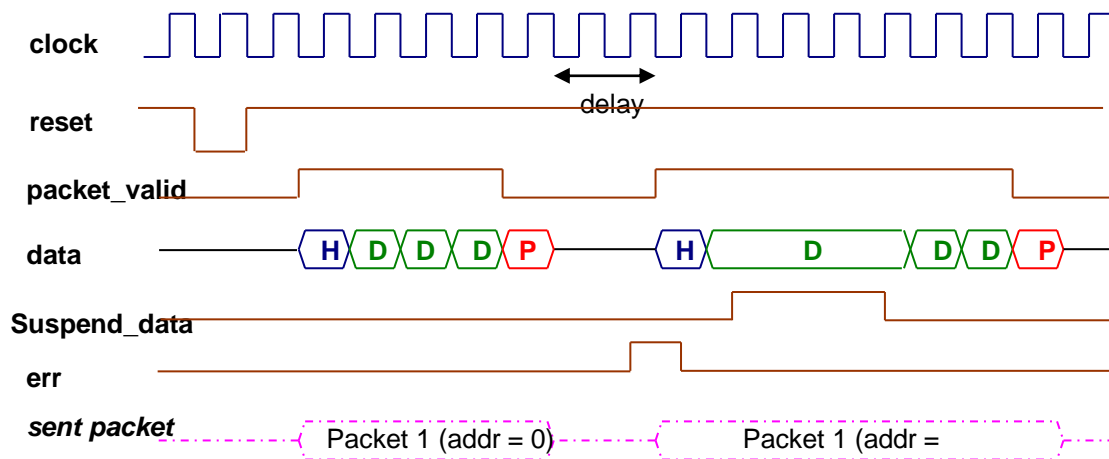 clock
delay
reset
packet_valid
data H D D D P H D D D P
Suspend_data
err
sent packet Packet 1 (addr = 0) Packet 1 (addr =